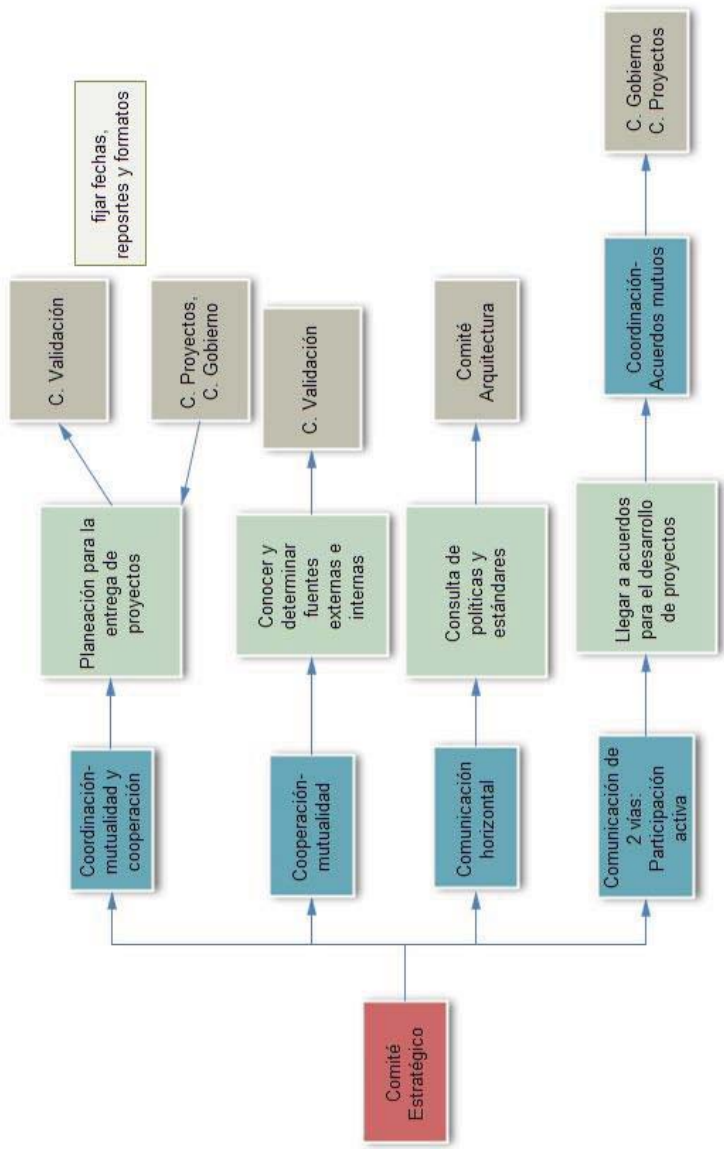 Comité
Estratégico
Coordinación-
mutualidad y
cooperación
Planeación para la
entrega de
proyectos
C. Validación
C. Proyectos,
C. Gobierno
fijar fechas,
reposrtes y formatos
Cooperación-
mutualidad
Conocer y
determinar
fuentes
externas e
internas
C. Validación
Comunicación
horizontal
Consulta de
políticas y
estándares
Comité
Arquitectura
Comunicación de
2 vías:
Participación
activa
Llegar a acuerdos
para el desarrollo
de proyectos
Coordinación-
Acuerdos mutuos
C. Gobierno
C. Proyectos